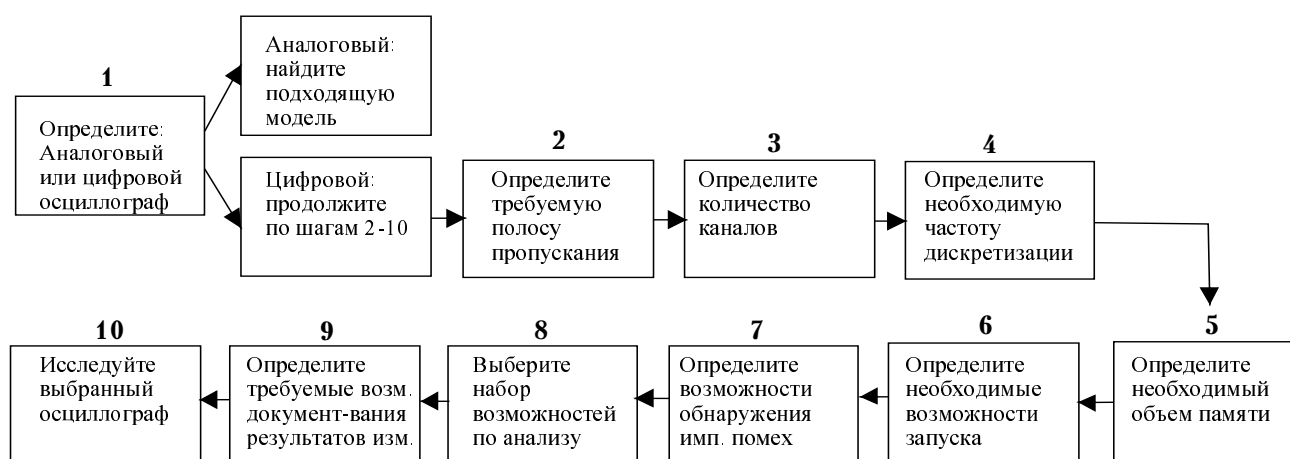 1
Определите:
Аналоговый
или цифровой
осциллограф
Аналоговый:
найдите
подходящую
модель
Цифровой:
продолжите
по шагам 2-10
2
Определите
требуемую
полосу
пропускания
3
Определите
количество
каналов
4
Определите
необходимую
частоту
дискретизации
5
Определите
необходимый
объем памяти
6
Определите
необходимые
возможности
запуска
7
Определите
возможности
обнаружения
имп. помех
8
Выберите
набор
возможностей
по анализу
9
Определите
требуемые возм.
документ-вания
результатов изм.
10
Исследуйте
выбранный
осциллограф